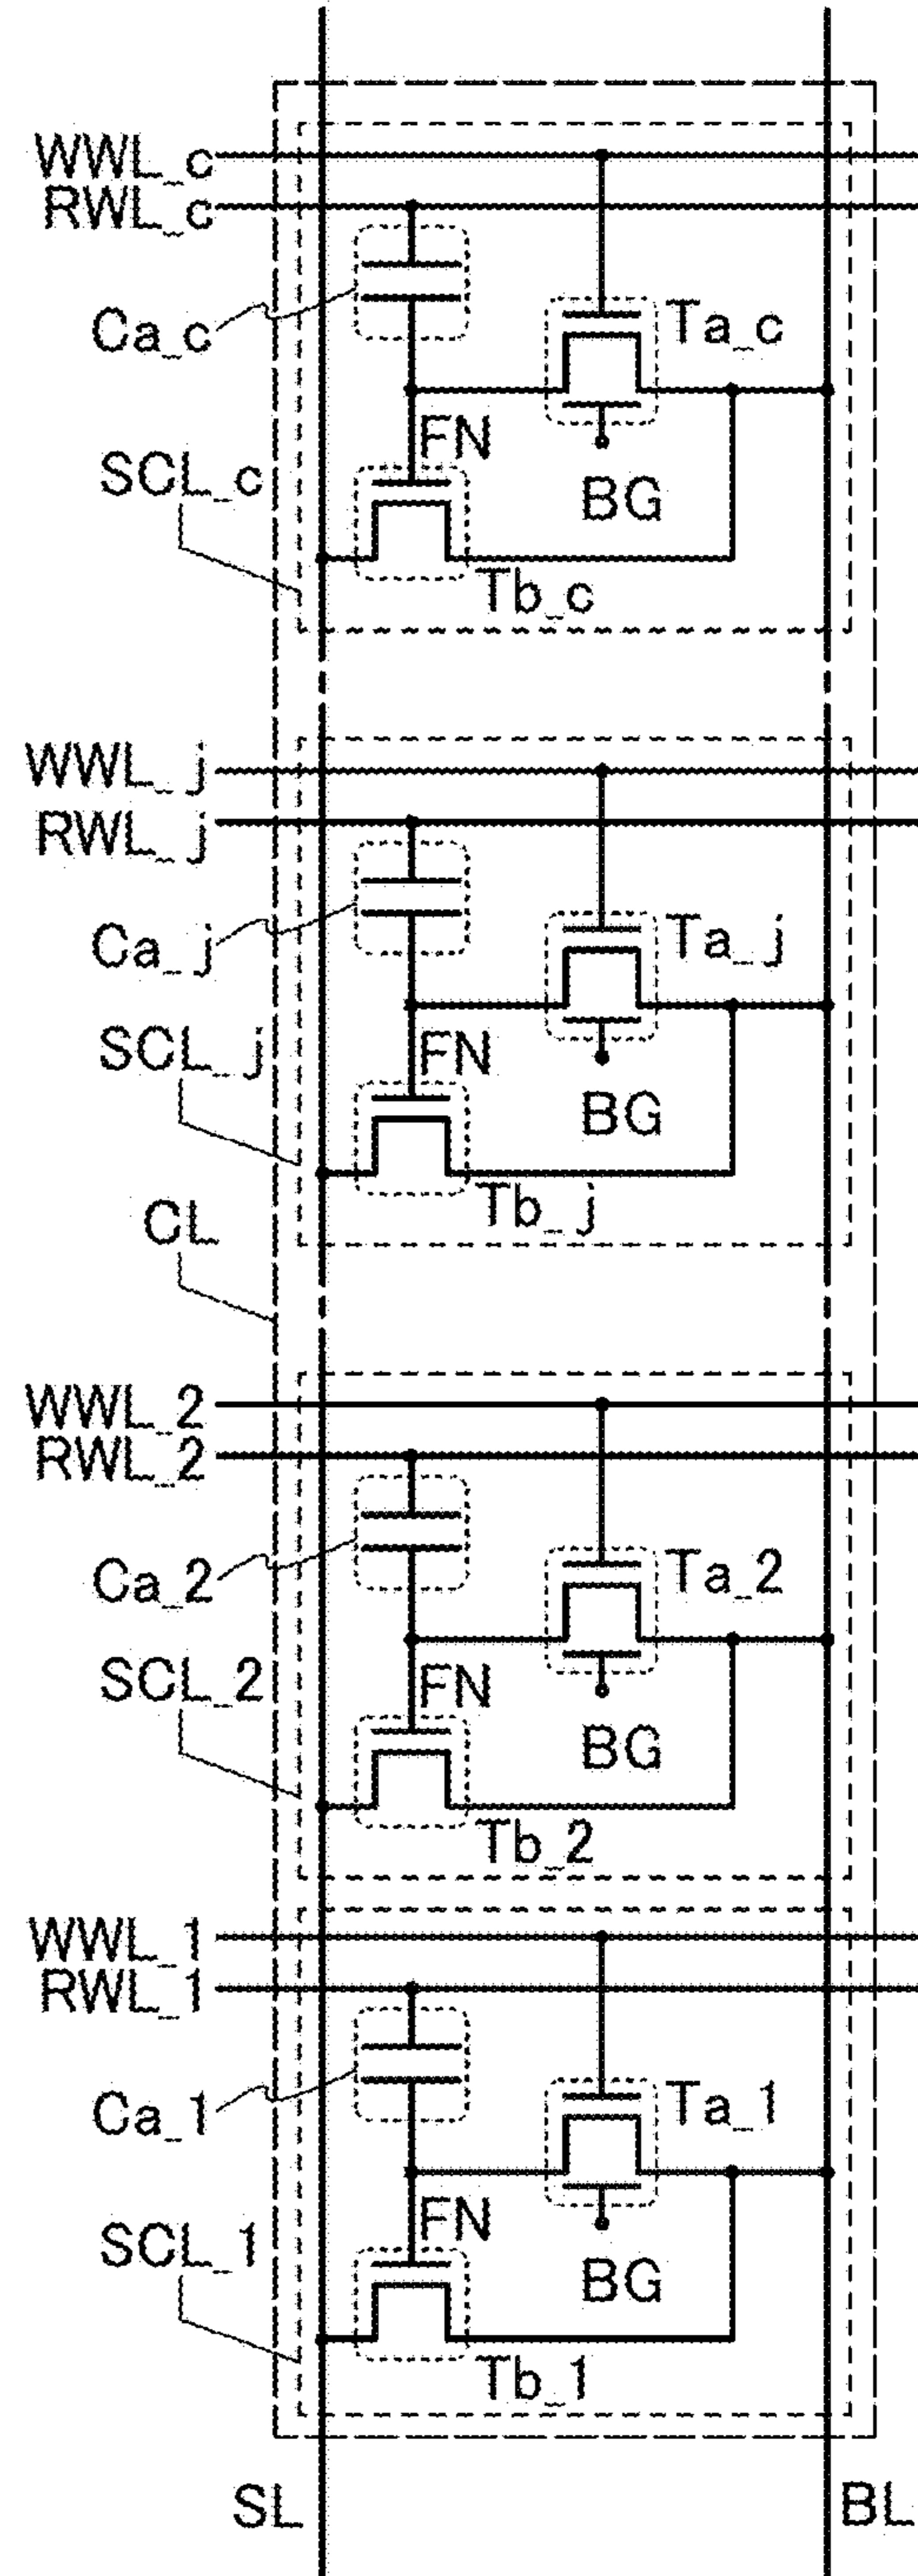 WWL_c
RWL_c
Ca_c
Ta_c
FN
SCL_c
BG
Tb_c
WWL_j
RWL_j
Ca_j
Ta_j
SCL_j
FN
BG
Tb_j
CL
WWL_2
RWL_2
Ca_2
Ta_2
SCL_2
FN
BG
Tb_2
WWL_1
RWL_1
Ca_1
Ta_1
FN
SCL_1
BG
Tb_1
SL
BL